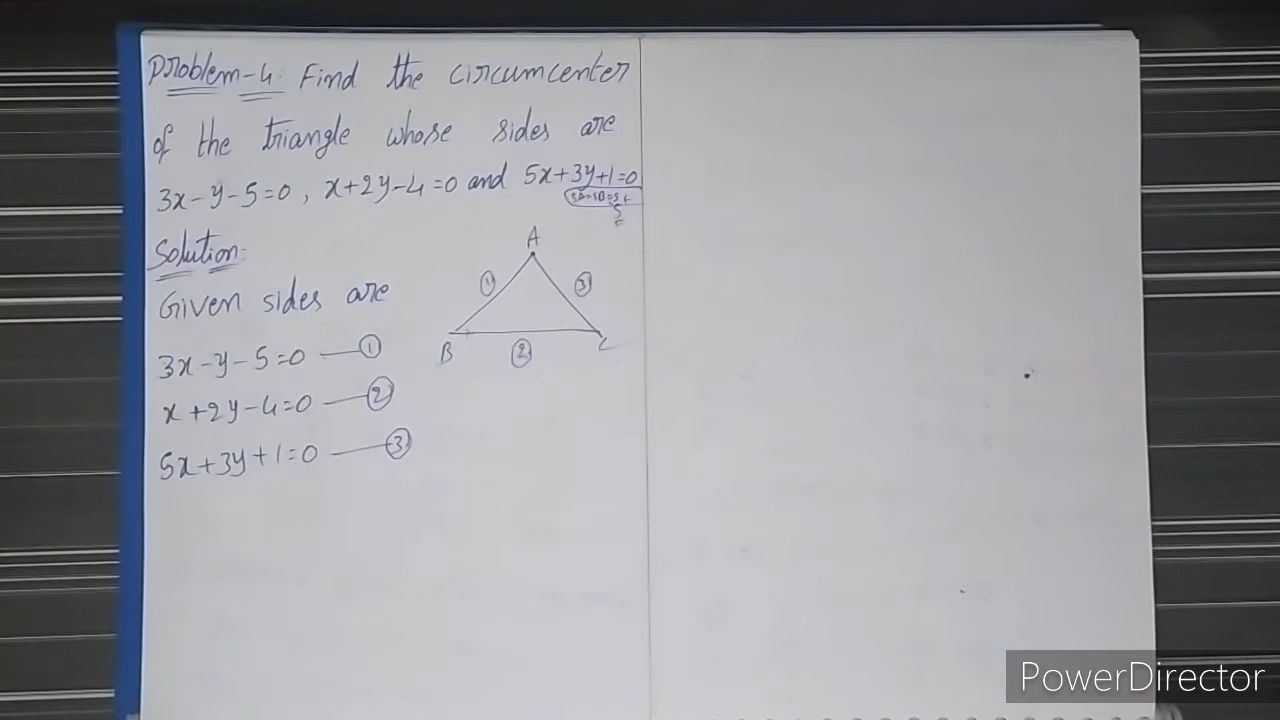 Problem-4: Find the circumcenter
of the triangle whose sides are
3x-y-5=0, x+2y-4=0 and 5x+3y+1=0
Solution:
Given sides are
3x-y-5=0 — ①
x+2y-4=0 — ②
5x+3y+1=0 — ③
A
① ③
B ② C
PowerDirector